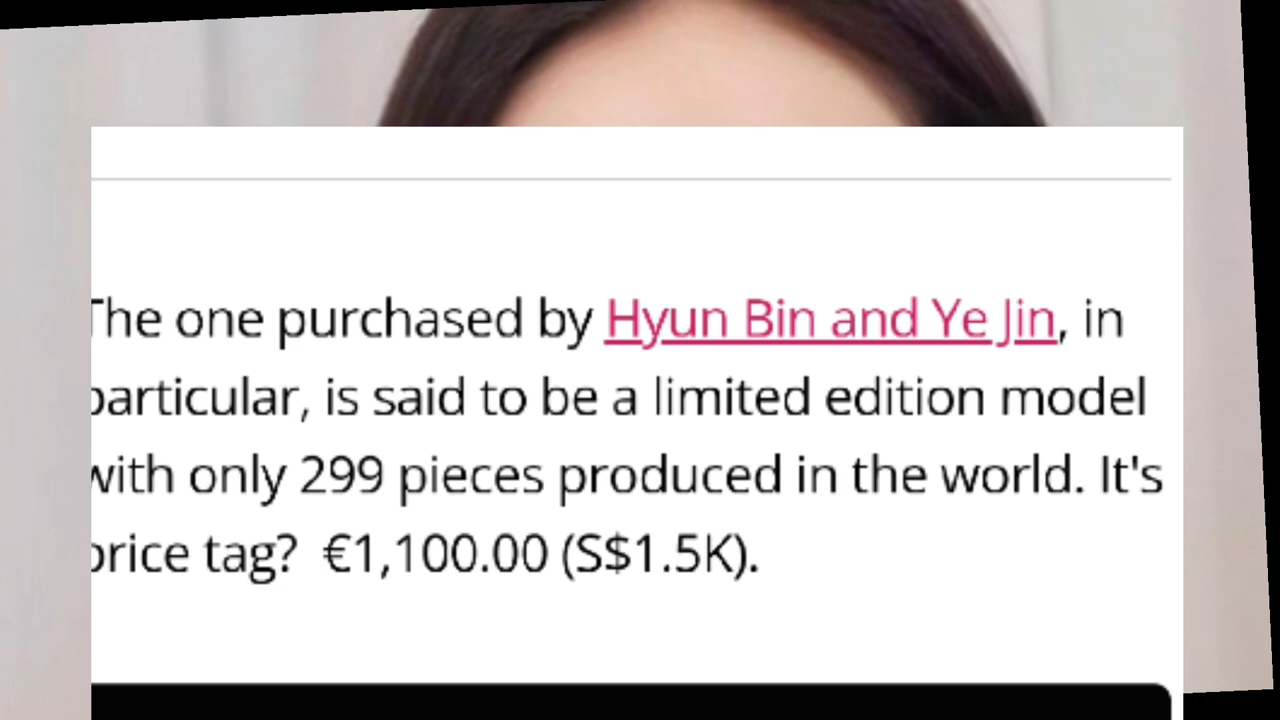 The one purchased by Hyun Bin and Ye Jin, in
particular, is said to be a limited edition model
with only 299 pieces produced in the world. It's
price tag? €1,100.00 (S$1.5K).